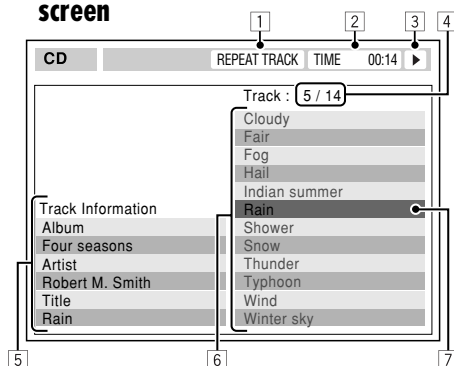 screen
1 2 3 4
CD REPEAT TRACK TIME 00:14
Track : 5 / 14
Cloudy
Fair
Fog
Hail
Indian summer
Rain
Shower
Snow
Thunder
Typhoon
Wind
Winter sky
Track Information
Album
Four seasons
Artist
Robert M. Smith
Title
Rain
5 6 7